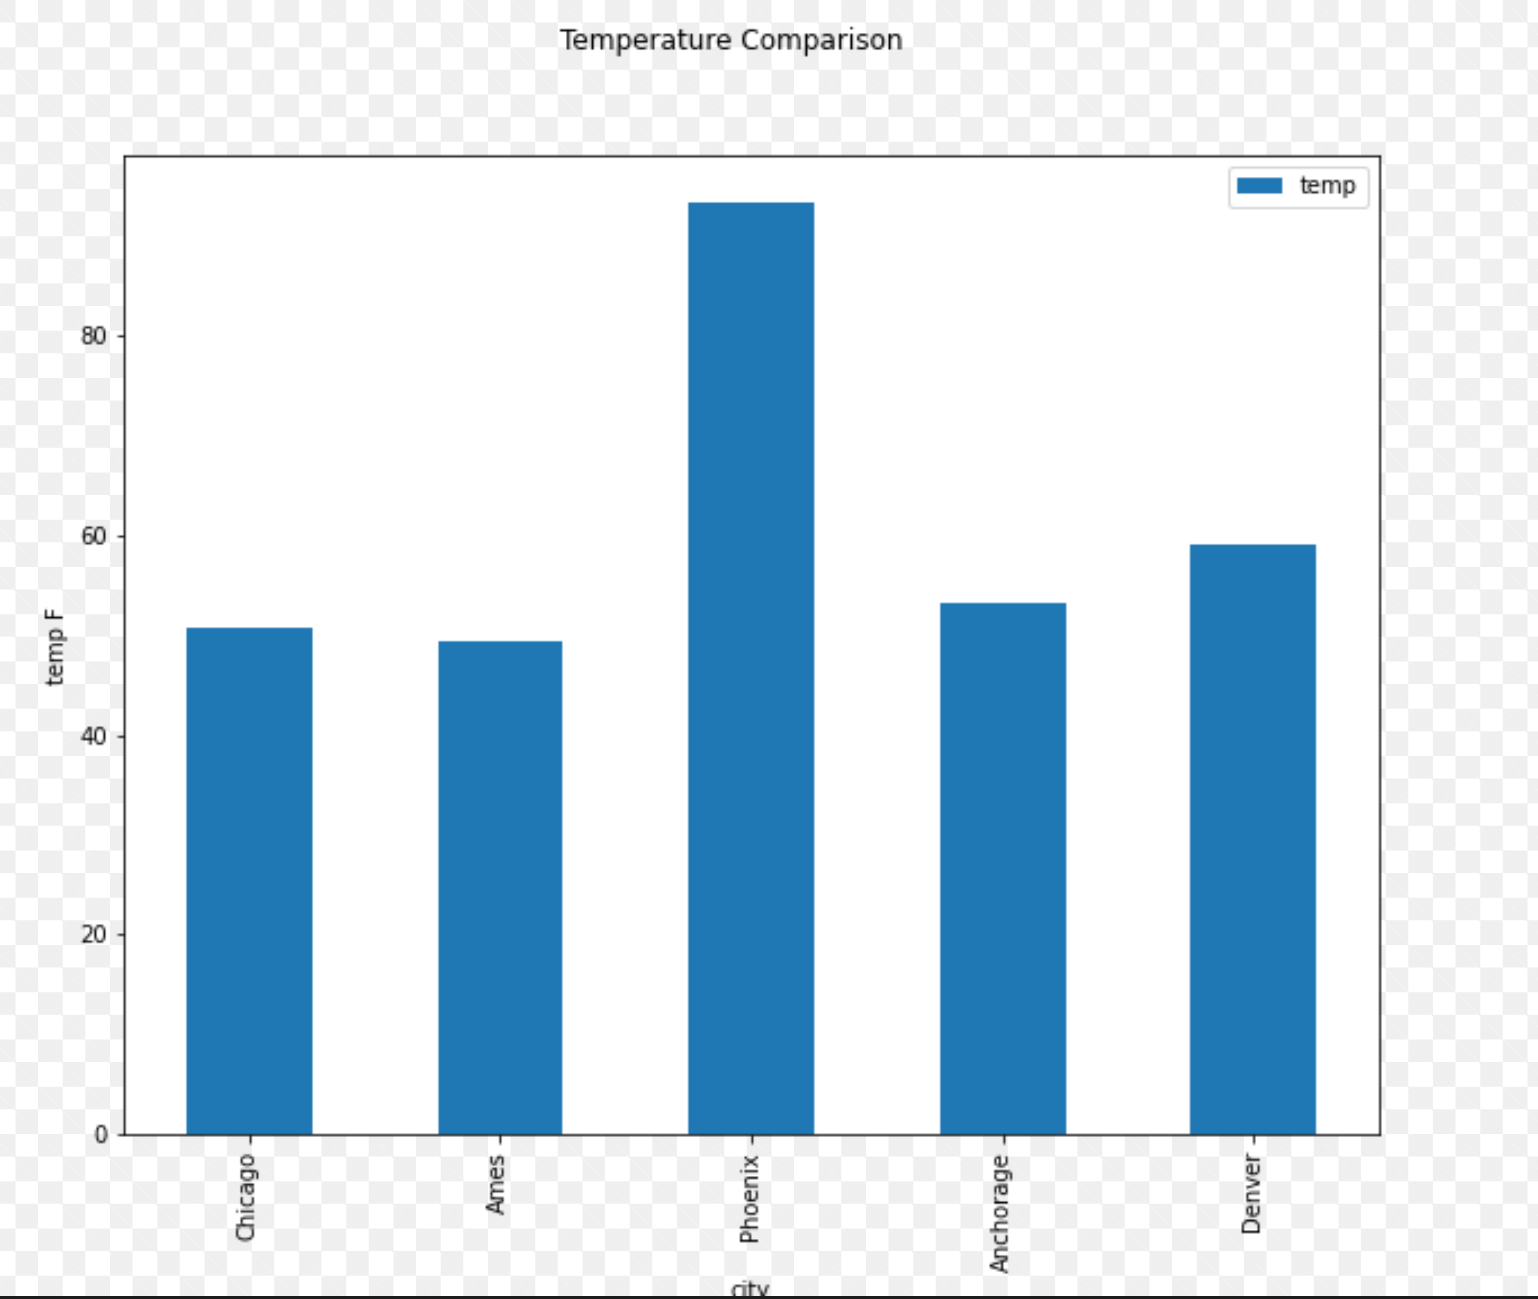 Temperature Comparison
temp
80
60
40
20
0
temp F
Chicago
Ames
Phoenix
Anchorage
Denver
city